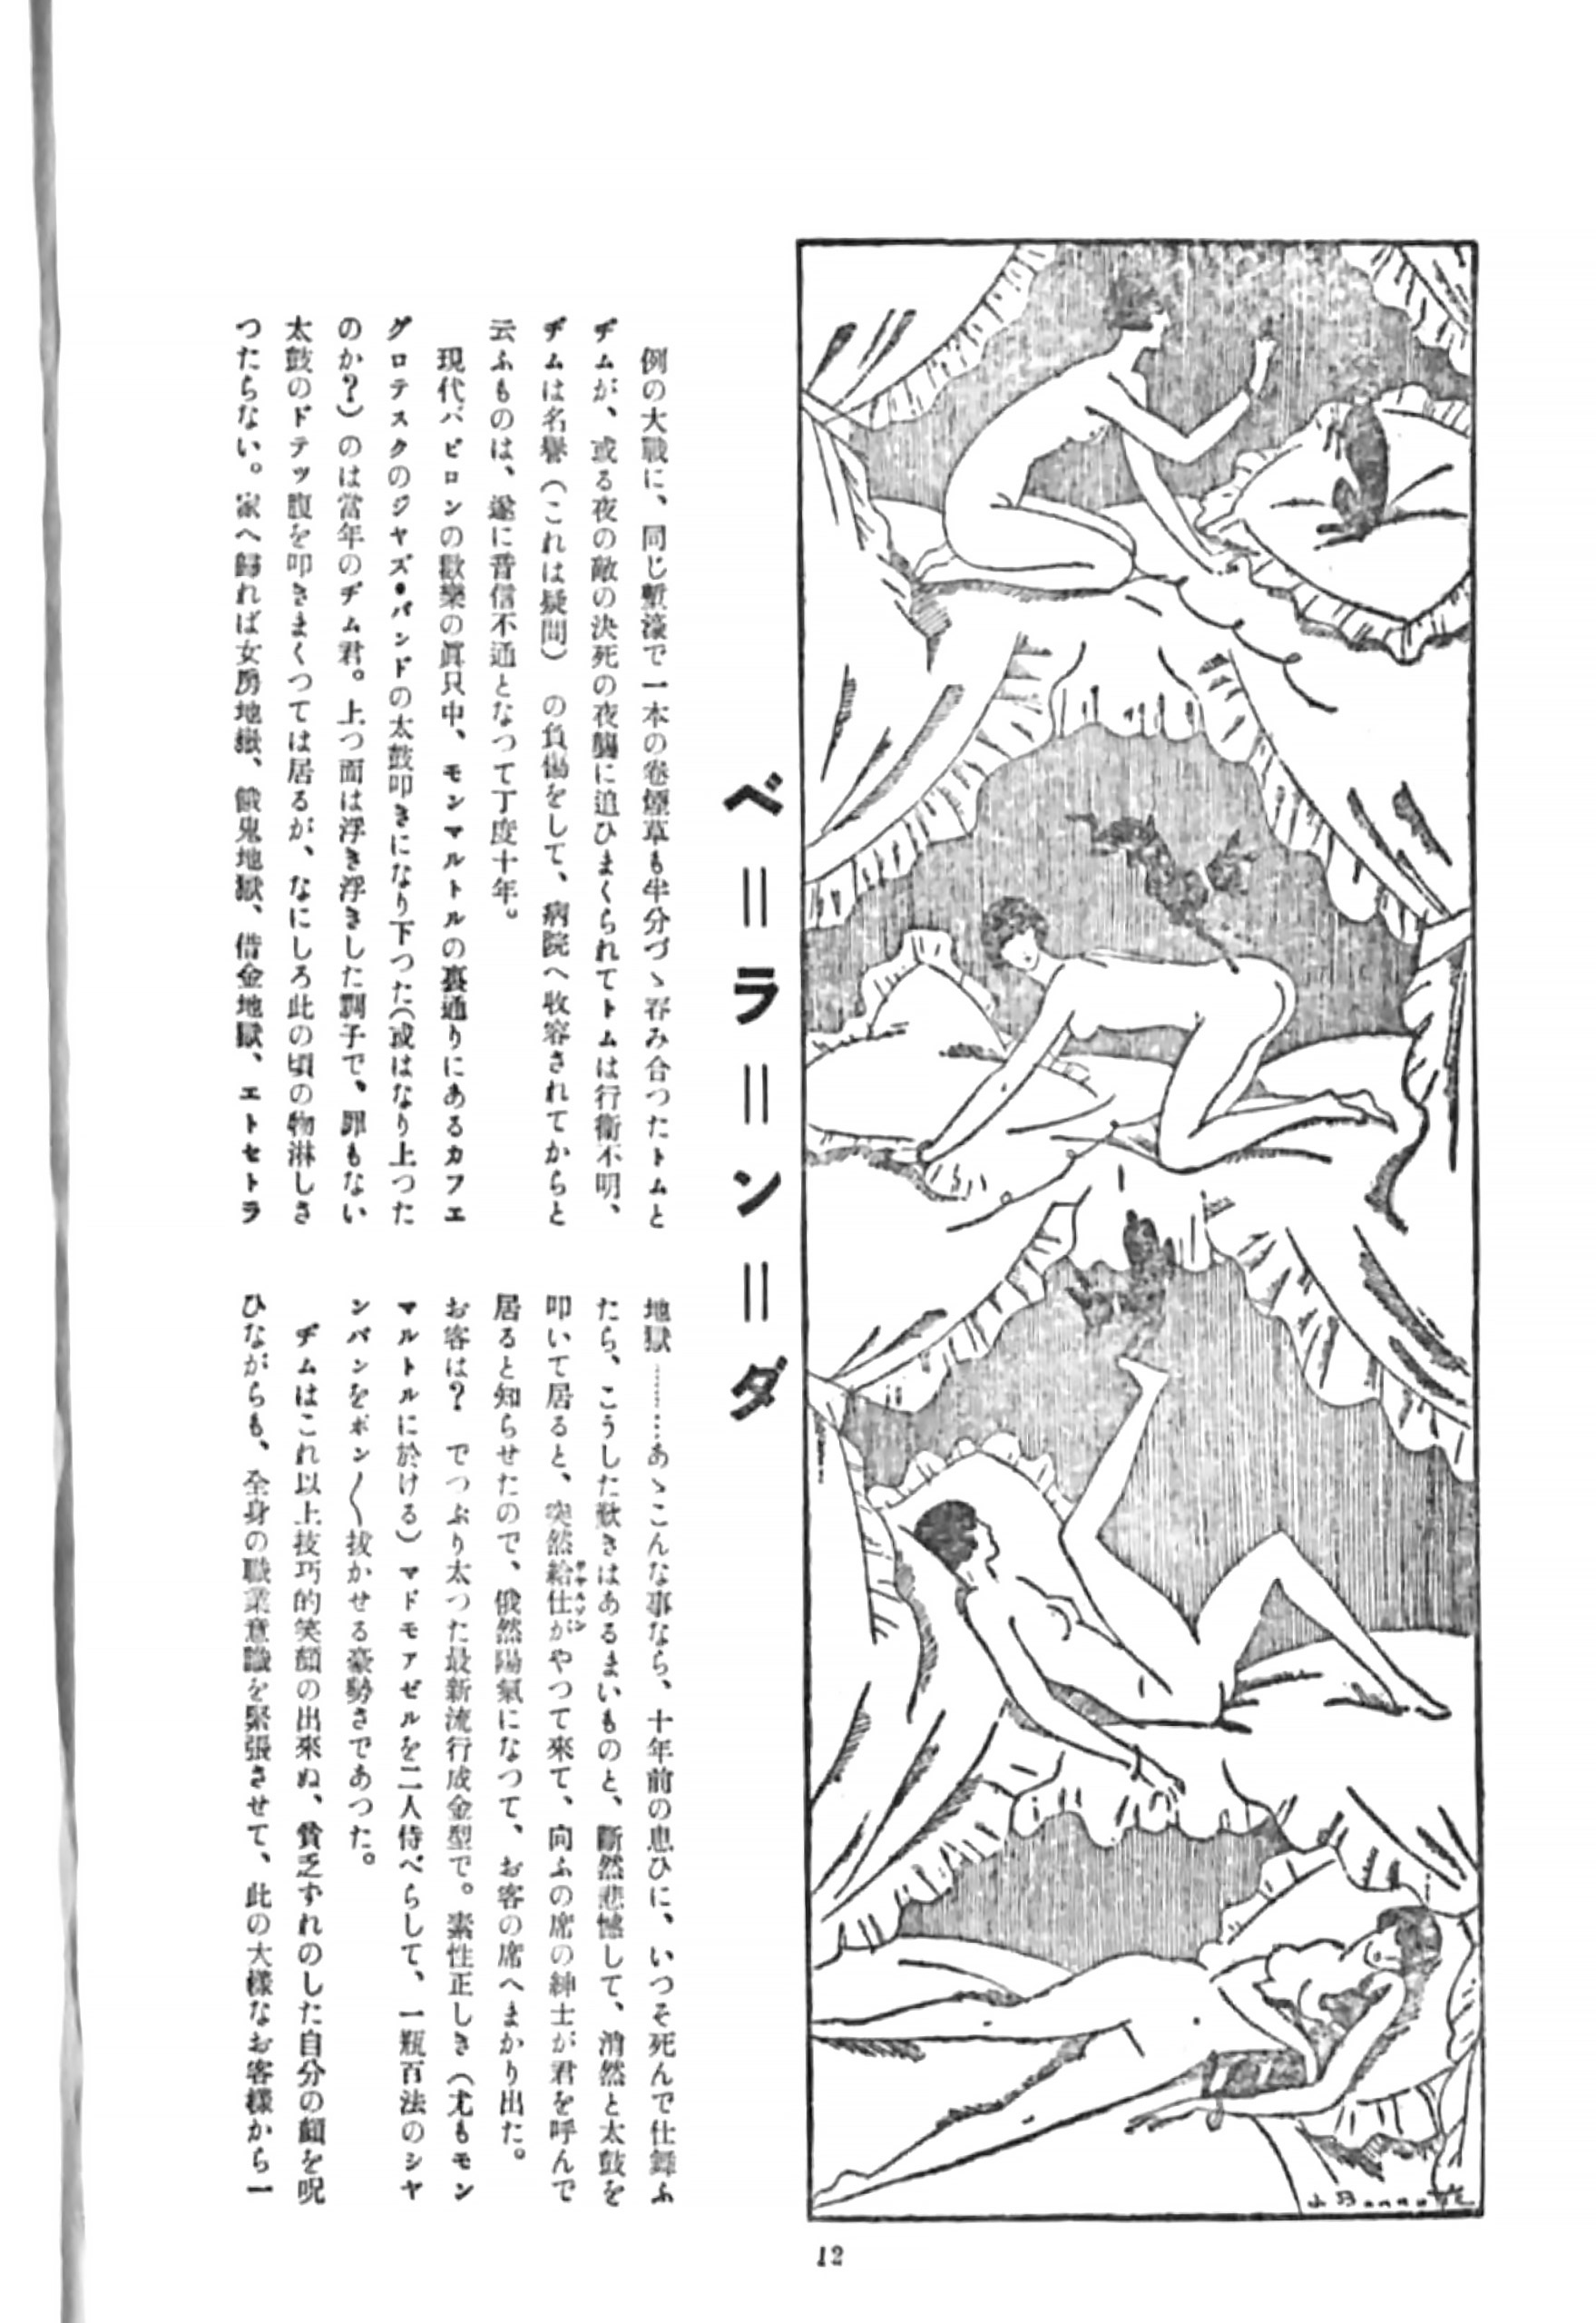 ベ＝ラ＝ン＝ダ
例の大戰に、同じ塹濠で一本の卷煙草も半分づゝ呑み合つたトムと
ヂムが、或る夜の敵の決死の夜襲に追ひまくられてトムは行衞不明、
ヂムは名譽（これは疑問）の負傷をして、病院へ收容されてからと
云ふものは、遂に音信不通となつて丁度十年。
現代バビロンの歡樂の眞只中、モンマルトルの裏通りにあるカフエ
グロテスクのジヤズ・バンドの太鼓叩きになり下つた（或はなり上つた
のか？）のは當年のヂム君。上つ面は浮き浮きした調子で、罪もない
太鼓のドテッ腹を叩きまくつては居るが、なにしろ此の頃の物淋しさ
つたらない。家へ歸れば女房地獄、餓鬼地獄、借金地獄、エトセトラ
地獄………あゝこんな事なら、十年前の思ひに、いつそ死んで仕舞ふ
たら、こうした歎きはあるまいものと、斷然悲憾して、消然と太鼓を
叩いて居ると、突然給仕がやつて來て、向ふの席の紳士が君を呼んで
居ると知らせたので、俄然陽氣になつて、お客の席へまかり出た。
お客は？　でつぷり太つた最新流行成金型で。素性正しき（尤もモン
マルトルに於ける）マドモアゼルを二人侍べらして、一瓶百法のシヤ
ンパンをポン〳〵拔かせる豪勢さであつた。
ヂムはこれ以上技巧的笑顏の出來ぬ、貧乏ずれのした自分の顏を呪
ひながらも、全身の職業意識を緊張させて、此の大樣なお客樣から一
12